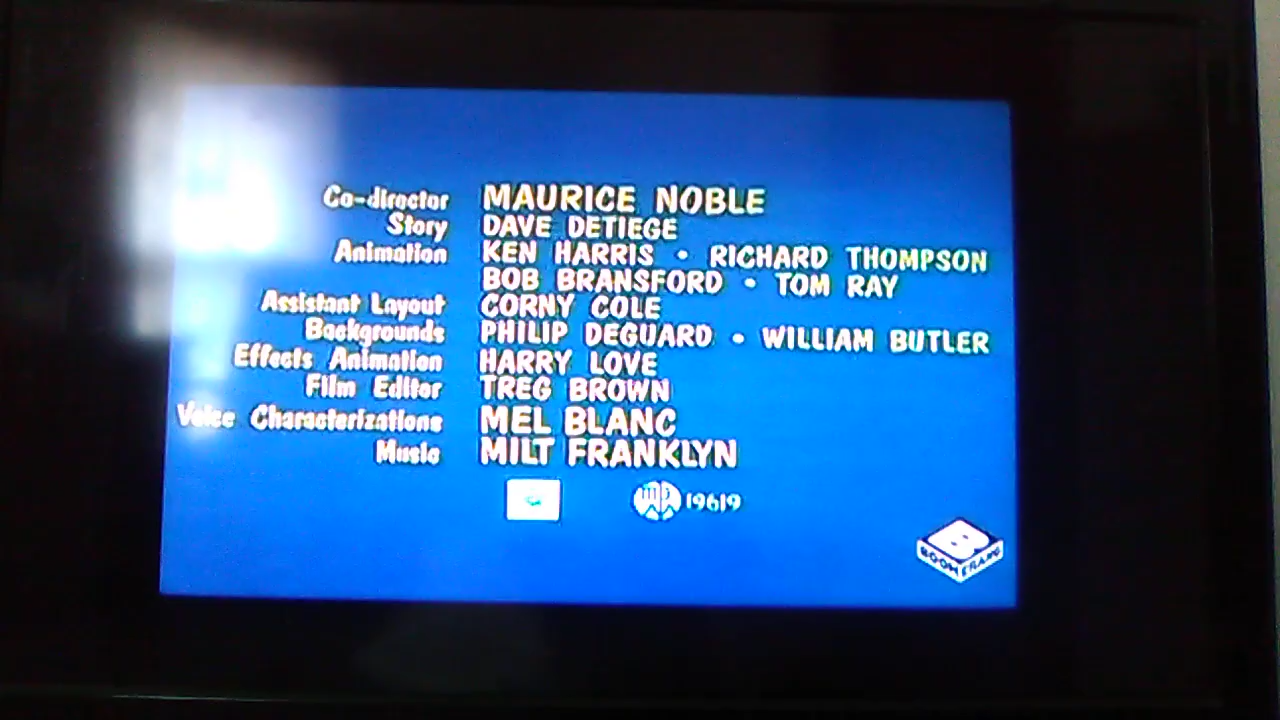 Co-director MAURICE NOBLE
Story DAVE DETIEGE
Animation KEN HARRIS • RICHARD THOMPSON
BOB BRANSFORD • TOM RAY
Assistant Layout CORNY COLE
Backgrounds PHILIP DEGUARD • WILLIAM BUTLER
Effects Animation HARRY LOVE
Film Editor TREG BROWN
Voice Characterizations MEL BLANC
Music MILT FRANKLYN
19619
BOOMERANG